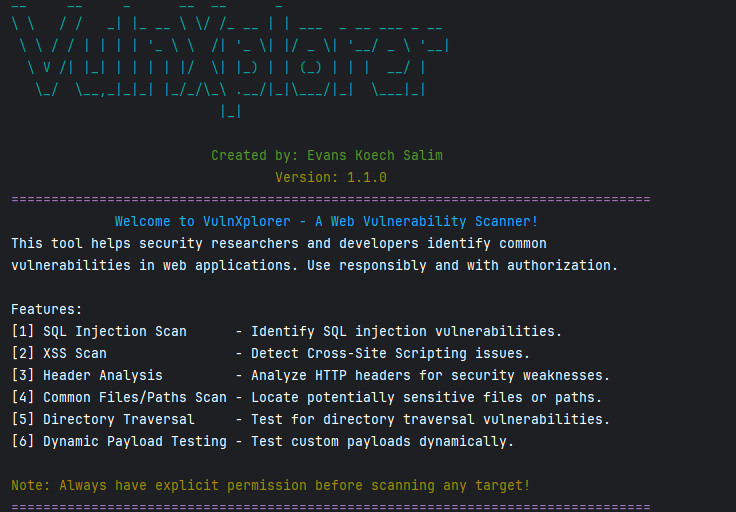 Created by: Evans Koech Salim
Version: 1.1.0
================================================================================
Welcome to VulnXplorer - A Web Vulnerability Scanner!
This tool helps security researchers and developers identify common
vulnerabilities in web applications. Use responsibly and with authorization.
Features:
[1] SQL Injection Scan - Identify SQL injection vulnerabilities.
[2] XSS Scan - Detect Cross-Site Scripting issues.
[3] Header Analysis - Analyze HTTP headers for security weaknesses.
[4] Common Files/Paths Scan - Locate potentially sensitive files or paths.
[5] Directory Traversal - Test for directory traversal vulnerabilities.
[6] Dynamic Payload Testing - Test custom payloads dynamically.
Note: Always have explicit permission before scanning any target!
================================================================================